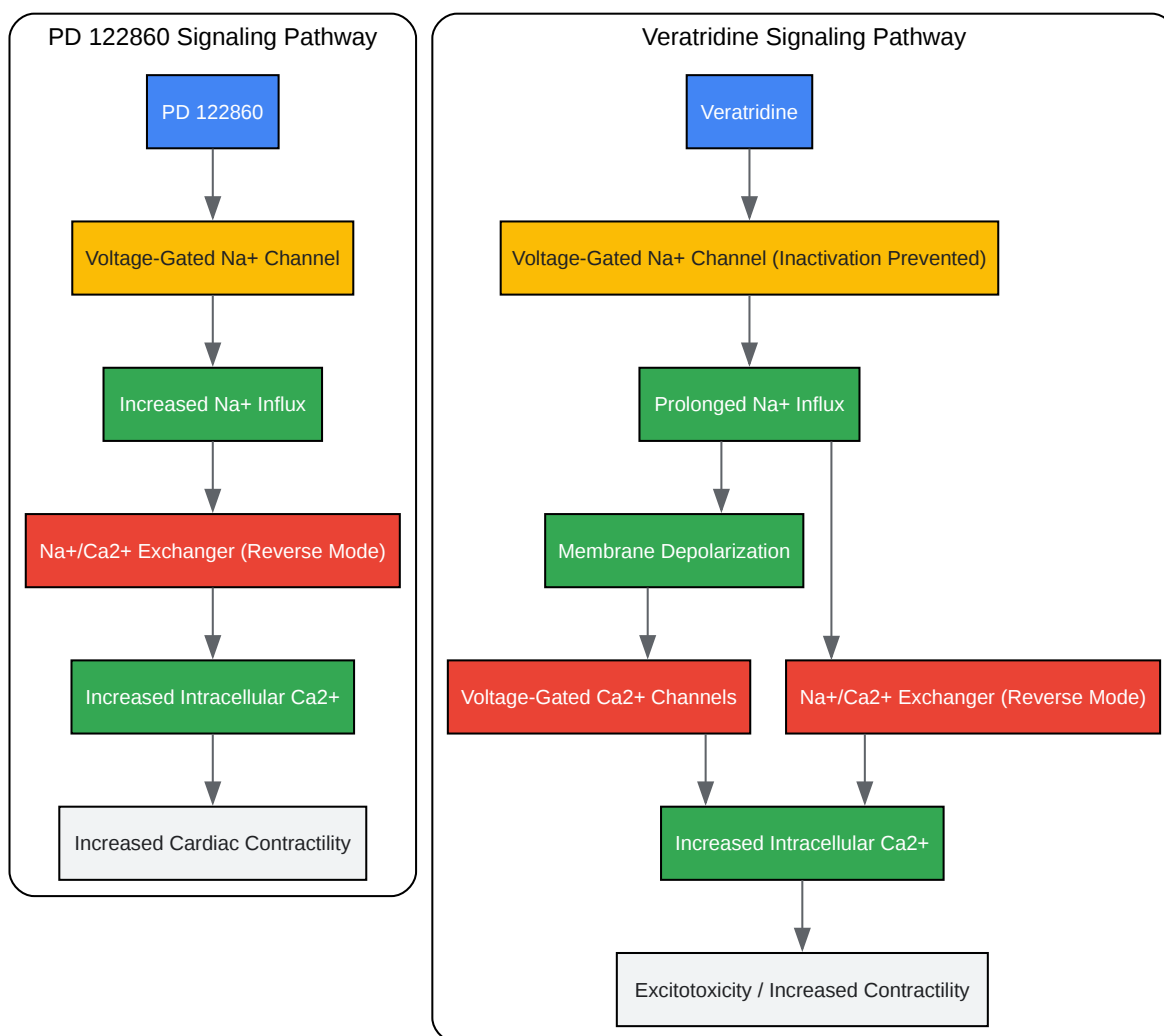 PD 122860 Signaling Pathway
PD 122860
Voltage-Gated Na+ Channel
Increased Na+ Influx
Na+/Ca2+ Exchanger (Reverse Mode)
Increased Intracellular Ca2+
Increased Cardiac Contractility
Veratridine Signaling Pathway
Veratridine
Voltage-Gated Na+ Channel (Inactivation Prevented)
Prolonged Na+ Influx
Membrane Depolarization
Voltage-Gated Ca2+ Channels
Na+/Ca2+ Exchanger (Reverse Mode)
Increased Intracellular Ca2+
Excitotoxicity / Increased Contractility